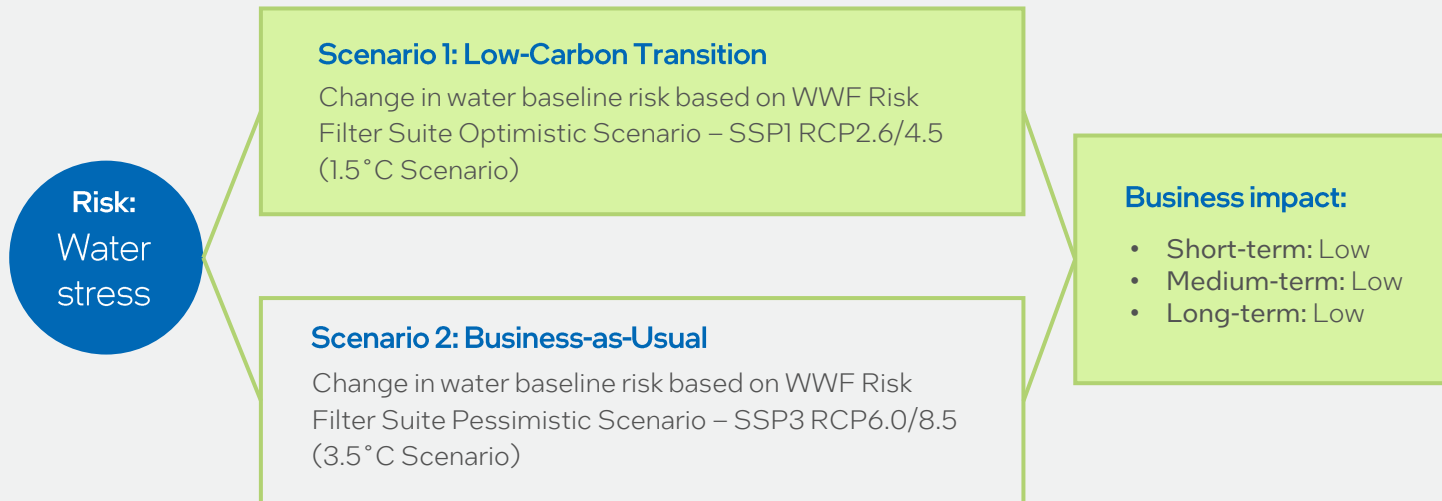 Risk:
Water
stress
Scenario 1: Low-Carbon Transition
Change in water baseline risk based on WWF Risk
Filter Suite Optimistic Scenario – SSP1 RCP2.6/4.5
(1.5˚C Scenario)
Scenario 2: Business-as-Usual
Change in water baseline risk based on WWF Risk
Filter Suite Pessimistic Scenario – SSP3 RCP6.0/8.5
(3.5˚C Scenario)
Business impact:
• Short-term: Low
• Medium-term: Low
• Long-term: Low